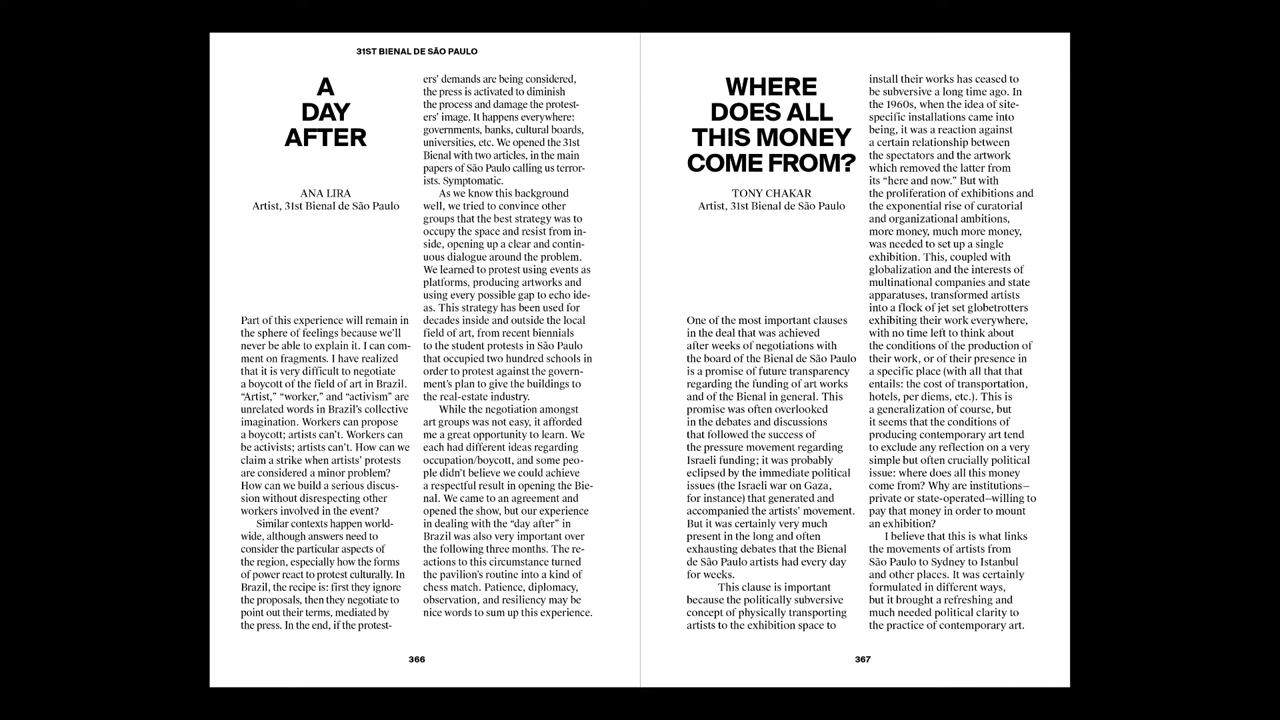 31ST BIENAL DE SÃO PAULO
A
DAY
AFTER
ANA LIRA
Artist, 31st Bienal de São Paulo
Part of this experience will remain in
the sphere of feelings because we’ll
never be able to explain it. I can com-
ment on fragments. I have realized
that it is very difficult to negotiate
a boycott of the field of art in Brazil.
“Artist,” “worker,” and “activism” are
unrelated words in Brazil’s collective
imagination. Workers can propose
a boycott; artists can’t. Workers can
be activists; artists can’t. How can we
claim a strike when artists’ protests
are considered a minor problem?
How can we build a serious discus-
sion without disrespecting other
workers involved in the event?
Similar contexts happen world-
wide, although answers need to
consider the particular aspects of
the region, especially how the forms
of power react to protest culturally. In
Brazil, the recipe is: first they ignore
the proposals, then they negotiate to
point out their terms, mediated by
the press. In the end, if the protest-
ers’ demands are being considered,
the press is activated to diminish
the process and damage the protest-
ers’ image. It happens everywhere:
governments, banks, cultural boards,
universities, etc. We opened the 31st
Bienal with two articles, in the main
papers of São Paulo calling us terror-
ists. Symptomatic.
As we know this background
well, we tried to convince other
groups that the best strategy was to
occupy the space and resist from in-
side, opening up a clear and contin-
uous dialogue around the problem.
We learned to protest using events as
platforms, producing artworks and
using every possible gap to echo ide-
as. This strategy has been used for
decades inside and outside the local
field of art, from recent biennials
to the student protests in São Paulo
that occupied two hundred schools in
order to protest against the govern-
ment’s plan to give the buildings to
the real-estate industry.
While the negotiation amongst
art groups was not easy, it afforded
me a great opportunity to learn. We
each had different ideas regarding
occupation/boycott, and some peo-
ple didn’t believe we could achieve
a respectful result in opening the Bie-
nal. We came to an agreement and
opened the show, but our experience
in dealing with the “day after” in
Brazil was also very important over
the following three months. The re-
actions to this circumstance turned
the pavilion’s routine into a kind of
chess match. Patience, diplomacy,
observation, and resiliency may be
nice words to sum up this experience.
366
WHERE
DOES ALL
THIS MONEY
COME FROM?
TONY CHAKAR
Artist, 31st Bienal de São Paulo
One of the most important clauses
in the deal that was achieved
after weeks of negotiations with
the board of the Bienal de São Paulo
is a promise of future transparency
regarding the funding of art works
and of the Bienal in general. This
promise was often overlooked
in the debates and discussions
that followed the success of
the pressure movement regarding
Israeli funding; it was probably
eclipsed by the immediate political
issues (the Israeli war on Gaza,
for instance) that generated and
accompanied the artists’ movement.
But it was certainly very much
present in the long and often
exhausting debates that the Bienal
de São Paulo artists had every day
for weeks.
This clause is important
because the politically subversive
concept of physically transporting
artists to the exhibition space to
install their works has ceased to
be subversive a long time ago. In
the 1960s, when the idea of site-
specific installations came into
being, it was a reaction against
a certain relationship between
the spectators and the artwork
which removed the latter from
its “here and now.” But with
the proliferation of exhibitions and
the exponential rise of curatorial
and organizational ambitions,
more money, much more money,
was needed to set up a single
exhibition. This, coupled with
globalization and the interests of
multinational companies and state
apparatuses, transformed artists
into a flock of jet set globetrotters
exhibiting their work everywhere,
with no time left to think about
the conditions of the production of
their work, or of their presence in
a specific place (with all that that
entails: the cost of transportation,
hotels, per diems, etc.). This is
a generalization of course, but
it seems that the conditions of
producing contemporary art tend
to exclude any reflection on a very
simple but often crucially political
issue: where does all this money
come from? Why are institutions—
private or state-operated—willing to
pay that money in order to mount
an exhibition?
I believe that this is what links
the movements of artists from
São Paulo to Sydney to Istanbul
and other places. It was certainly
formulated in different ways,
but it brought a refreshing and
much needed political clarity to
the practice of contemporary art.
367